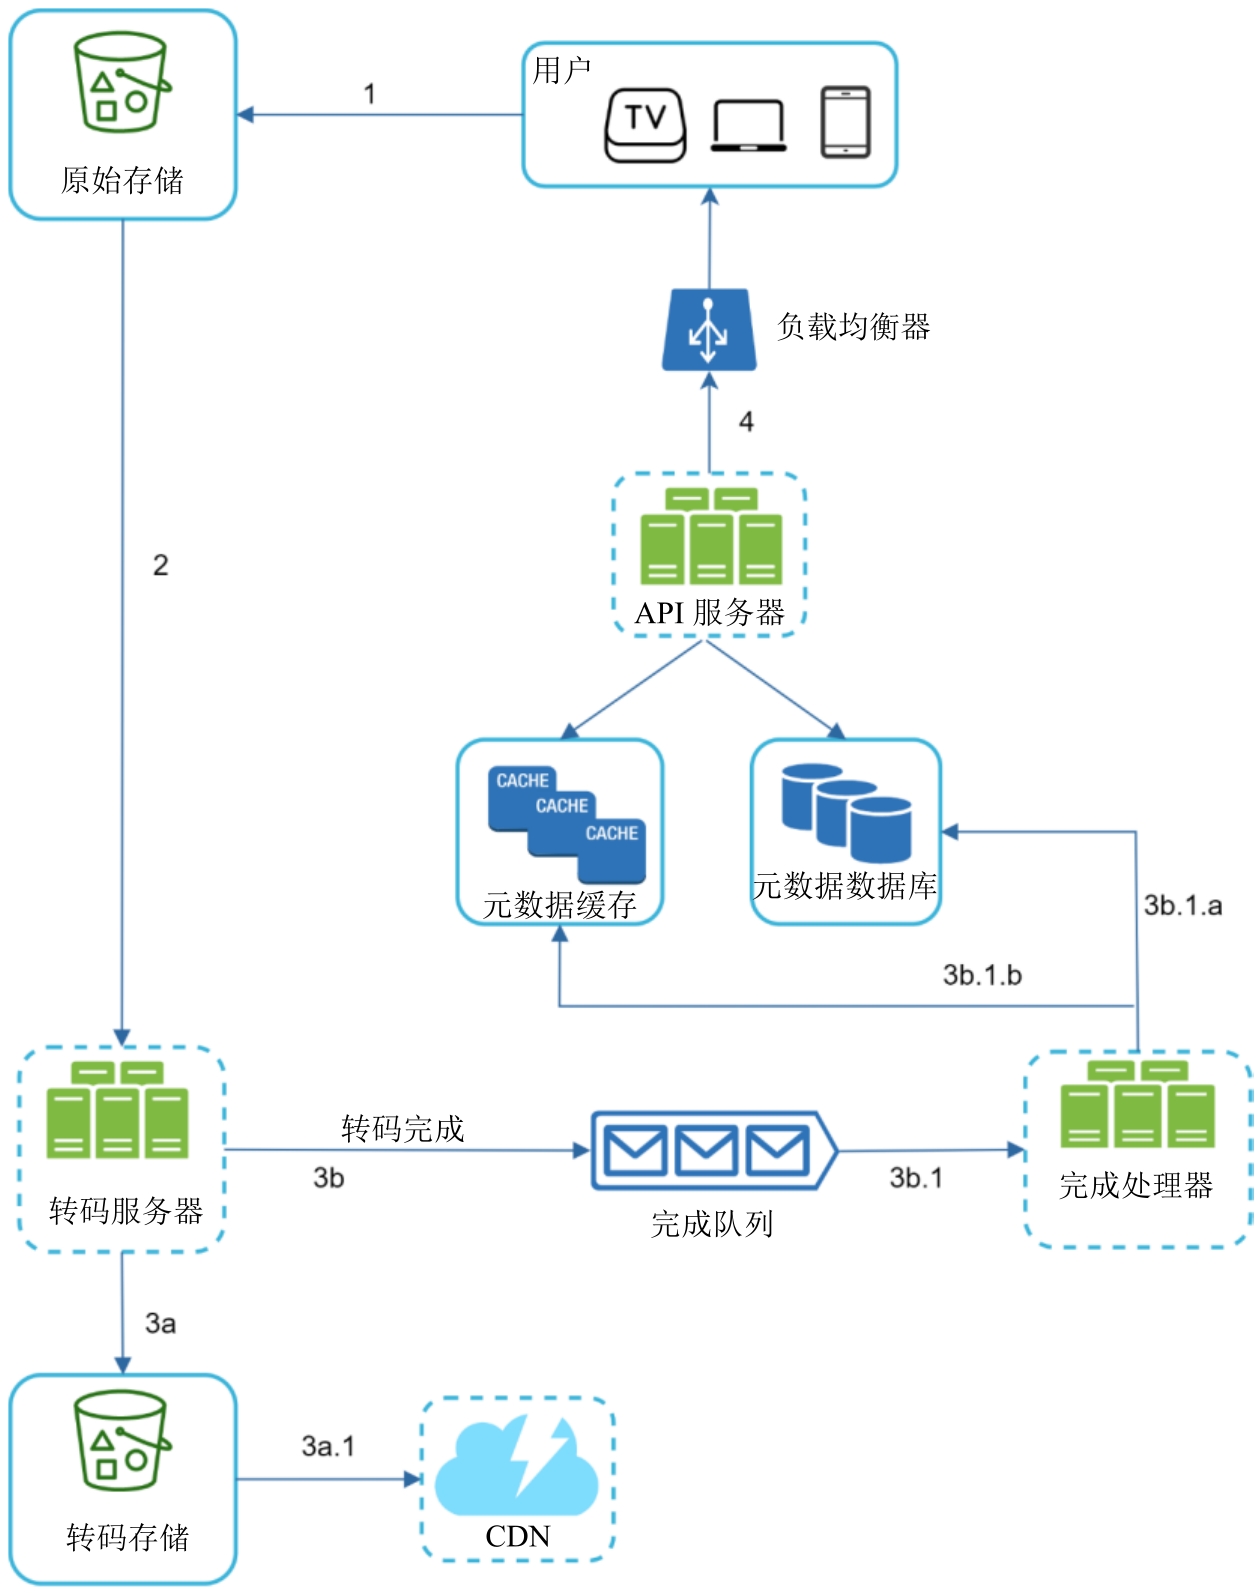 用户
TV
1
原始存储
负载均衡器
4
2
API 服务器
CACHE
CACHE
CACHE
元数据缓存
元数据数据库
3b.1.a
3b.1.b
转码完成
3b
3b.1
转码服务器
完成队列
完成处理器
3a
3a.1
转码存储
CDN